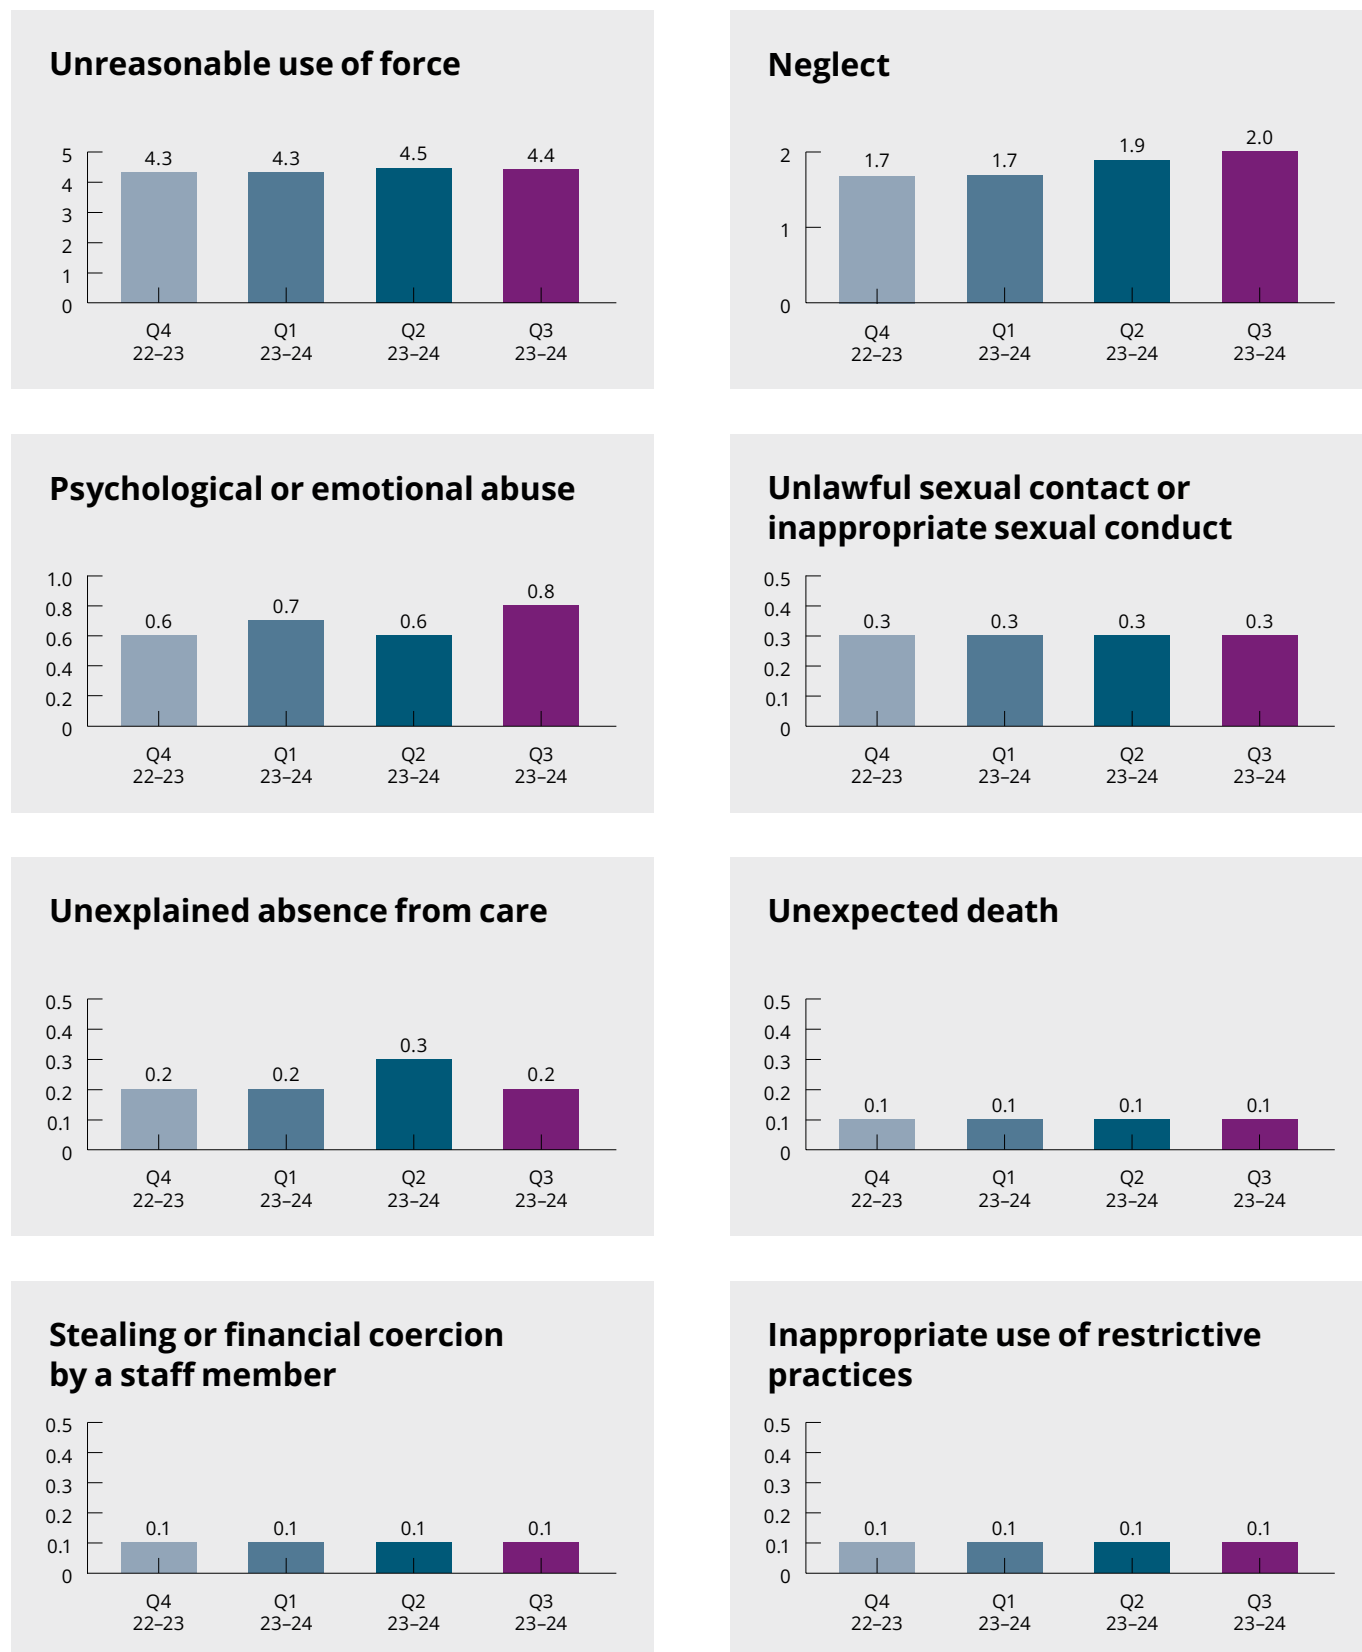 Unreasonable use of force
5
4
3
2
1
0
4.3
4.3
4.5
4.4
Q4
22–23
Q1
23–24
Q2
23–24
Q3
23–24
Neglect
2
1
0
1.7
1.7
1.9
2.0
Q4
22–23
Q1
23–24
Q2
23–24
Q3
23–24
Psychological or emotional abuse
1.0
0.8
0.6
0.4
0.2
0
0.6
0.7
0.6
0.8
Q4
22–23
Q1
23–24
Q2
23–24
Q3
23–24
Unlawful sexual contact or
inappropriate sexual conduct
0.5
0.4
0.3
0.2
0.1
0
0.3
0.3
0.3
0.3
Q4
22–23
Q1
23–24
Q2
23–24
Q3
23–24
Unexplained absence from care
0.5
0.4
0.3
0.2
0.1
0
0.2
0.2
0.3
0.2
Q4
22–23
Q1
23–24
Q2
23–24
Q3
23–24
Unexpected death
0.5
0.4
0.3
0.2
0.1
0
0.1
0.1
0.1
0.1
Q4
22–23
Q1
23–24
Q2
23–24
Q3
23–24
Stealing or financial coercion
by a staff member
0.5
0.4
0.3
0.2
0.1
0
0.1
0.1
0.1
0.1
Q4
22–23
Q1
23–24
Q2
23–24
Q3
23–24
Inappropriate use of restrictive
practices
0.5
0.4
0.3
0.2
0.1
0
0.1
0.1
0.1
0.1
Q4
22–23
Q1
23–24
Q2
23–24
Q3
23–24